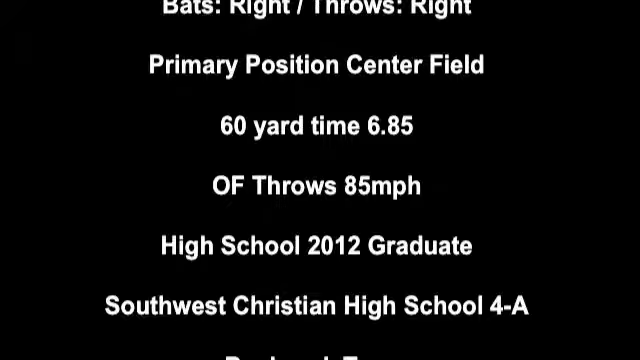 Bats: Right / Throws: Right
Primary Position Center Field
60 yard time 6.85
OF Throws 85mph
High School 2012 Graduate
Southwest Christian High School 4-A